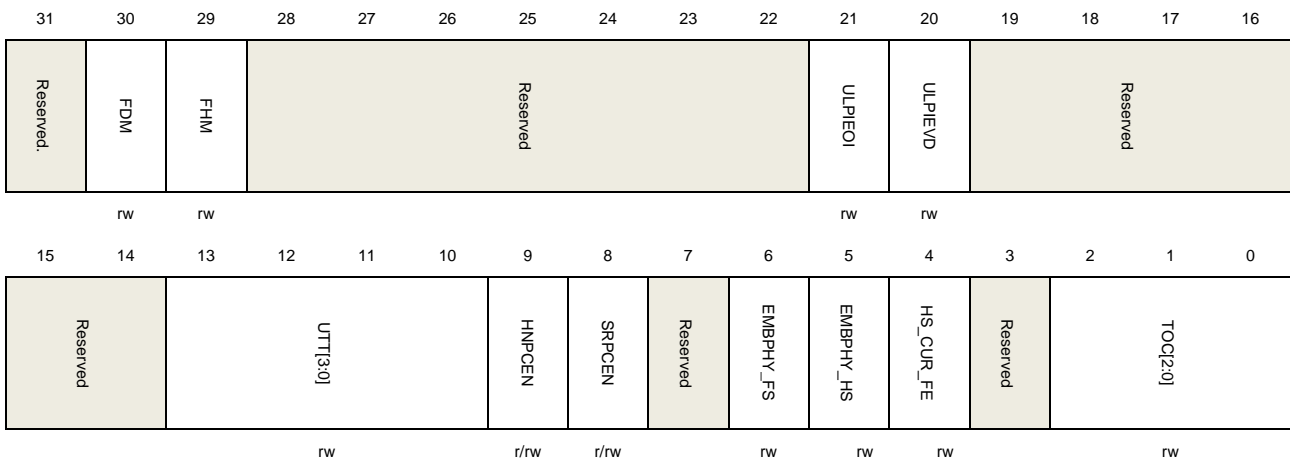 31 30 29 28 27 26 25 24 23 22 21 20 19 18 17 16
Reserved. FDM FHM Reserved ULPIEOI ULPIEVD Reserved
rw rw rw rw
15 14 13 12 11 10 9 8 7 6 5 4 3 2 1 0
Reserved UTT[3:0] HNPCEN SRPCEN Reserved EMBPHY_FS EMBPHY_HS HS_CUR_FE Reserved TOC[2:0]
rw r/rw r/rw rw rw rw rw